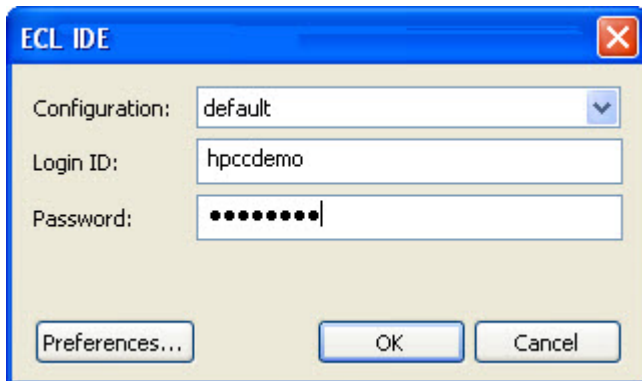 ECL IDE
Configuration: default
Login ID: hpccdemo
Password: ●●●●●●●●
Preferences... OK Cancel